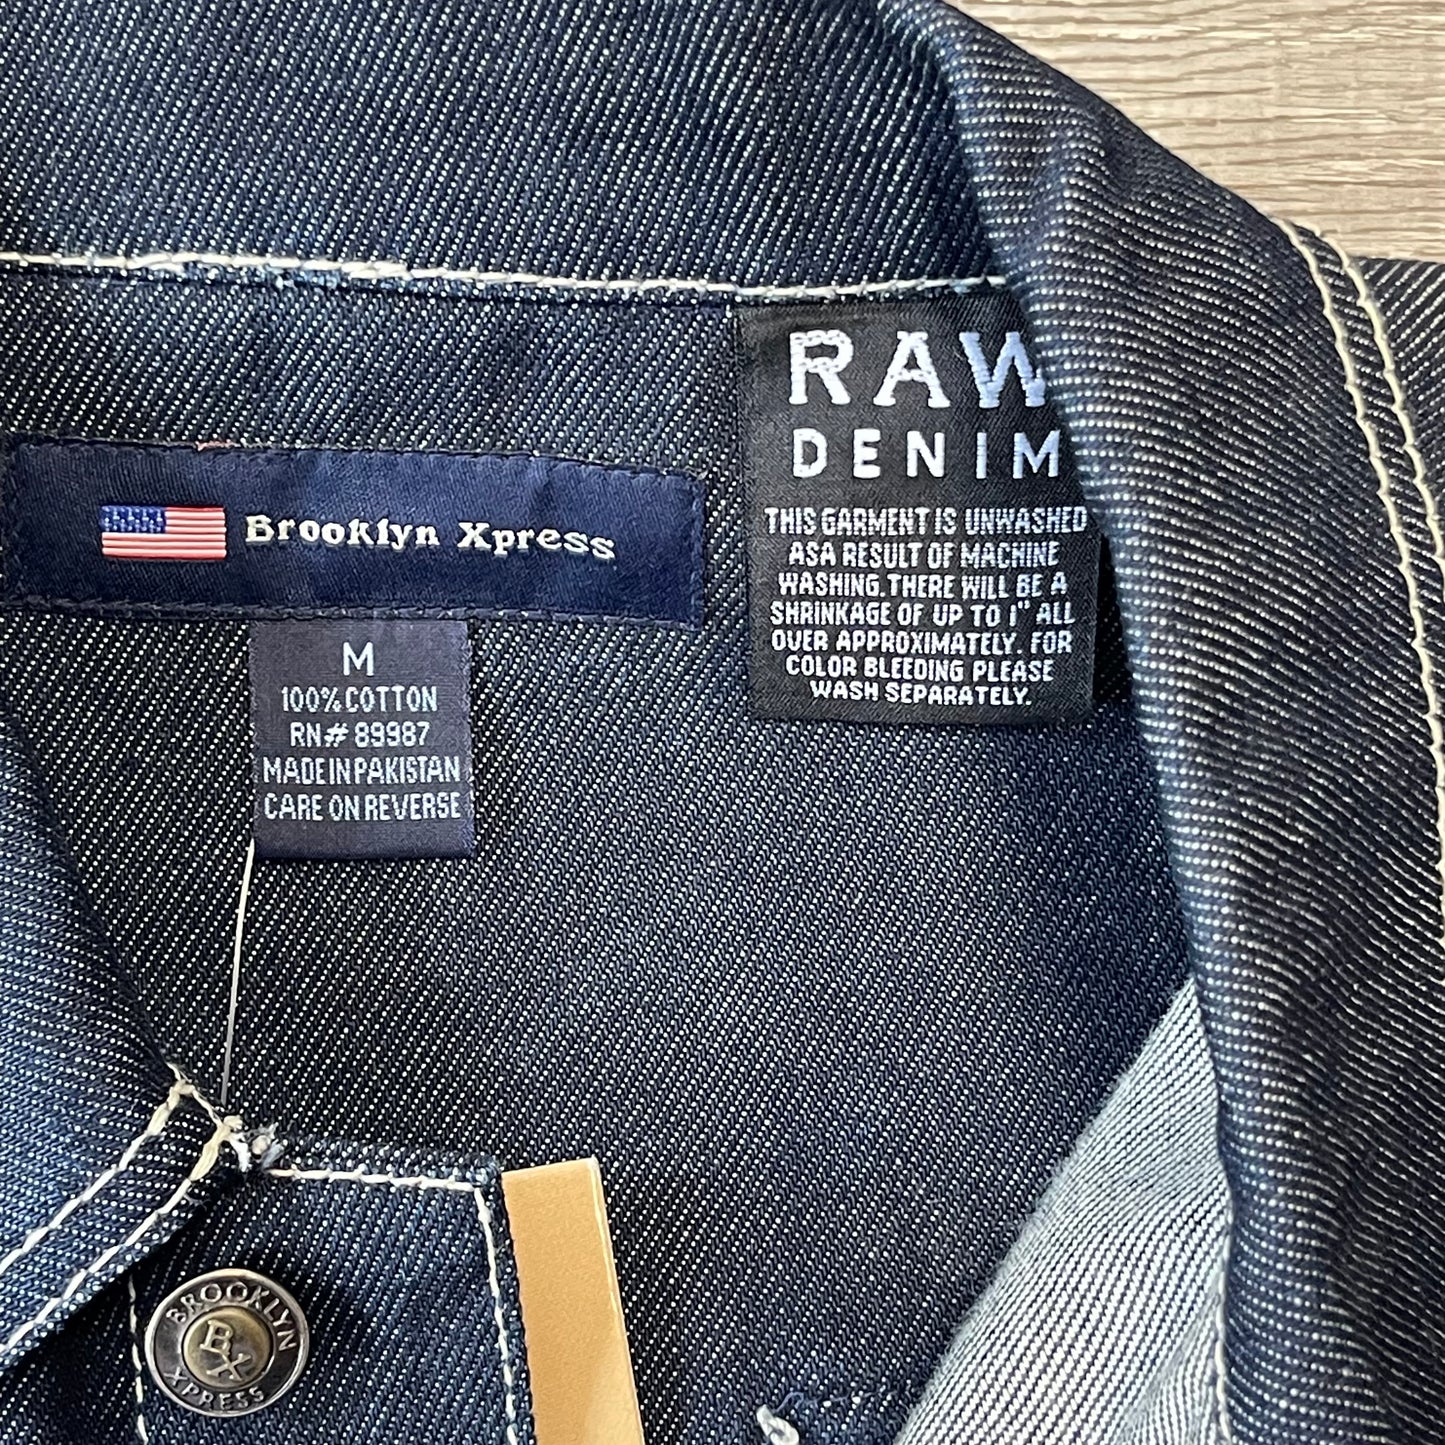 Brooklyn Xpress
M
100% COTTON
RN# 89987
MADE IN PAKISTAN
CARE ON REVERSE
RAW
DENIM
THIS GARMENT IS UNWASHED
ASA RESULT OF MACHINE
WASHING. THERE WILL BE A
SHRINKAGE OF UP TO 1" ALL
OVER APPROXIMATELY. FOR
COLOR BLEEDING PLEASE
WASH SEPARATELY.
BROOKLYN
BX
XPRESS